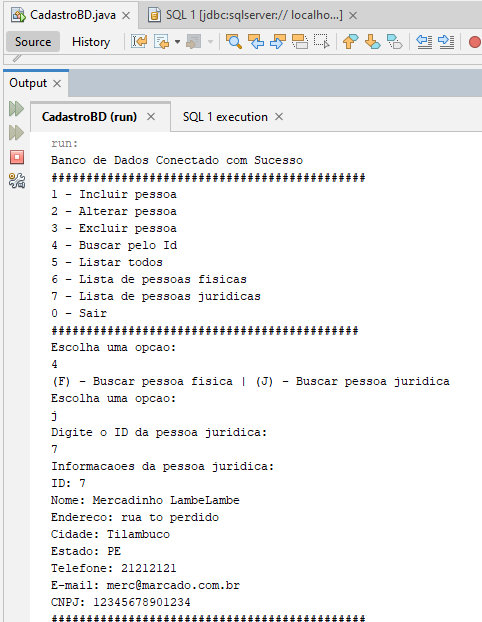 CadastroBD.java
SQL 1 [jdbc:sqlserver:// localho...]
Source
History
Output
CadastroBD (run)
SQL 1 execution
run:
Banco de Dados Conectado com Sucesso
#############################################
1 - Incluir pessoa
2 - Alterar pessoa
3 - Excluir pessoa
4 - Buscar pelo Id
5 - Listar todos
6 - Lista de pessoas fisicas
7 - Lista de pessoas juridicas
0 - Sair
############################################
Escolha uma opcao:
4
(F) - Buscar pessoa fisica | (J) - Buscar pessoa juridica
Escolha uma opcao:
j
Digite o ID da pessoa juridica:
7
Informacaoes da pessoa juridica:
ID: 7
Nome: Mercadinho LambeLambe
Endereco: rua to perdido
Cidade: Tilambuco
Estado: PE
Telefone: 21212121
E-mail: merc@marcado.com.br
CNPJ: 12345678901234
#############################################